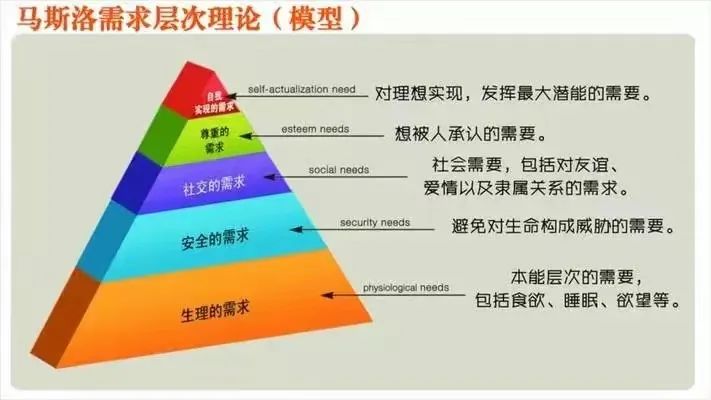 马斯洛需求层次理论（模型）
自我
实现的需求
self-actualization need
对理想实现，发挥最大潜能的需要。
尊重的
需求
esteem needs
想被人承认的需要。
社交的需求
social needs
社会需要，包括对友谊、
爱情以及隶属关系的需求。
安全的需求
security needs
避免对生命构成威胁的需要。
生理的需求
physiological needs
本能层次的需要，
包括食欲、睡眠、欲望等。